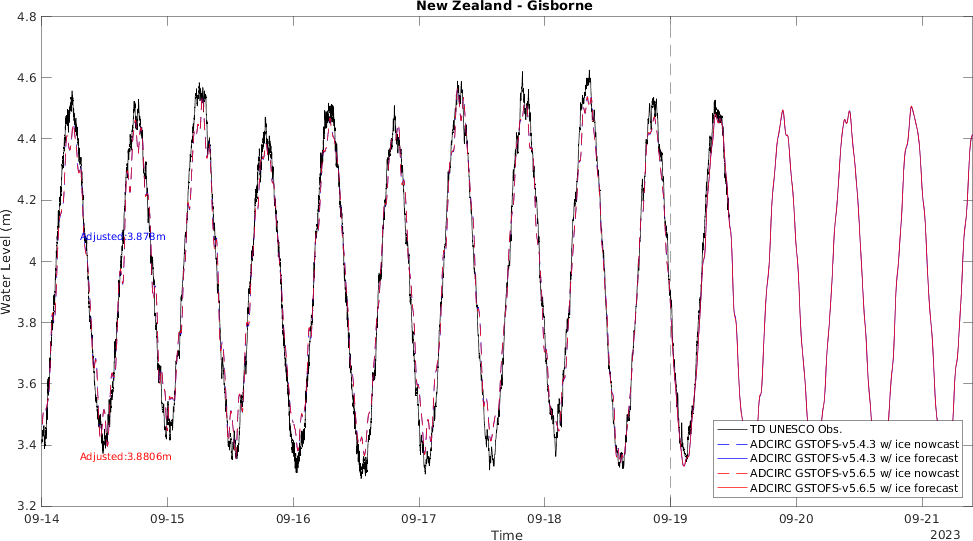 New Zealand - Gisborne
4.8
4.6
4.4
4.2
4
3.8
3.6
3.4
3.2
Water Level (m)
Adjusted:3.873m
Adjusted:3.8806m
TD UNESCO Obs.
ADCIRC GSTOFS-v5.4.3 w/ ice nowcast
ADCIRC GSTOFS-v5.4.3 w/ ice forecast
ADCIRC GSTOFS-v5.6.5 w/ ice nowcast
ADCIRC GSTOFS-v5.6.5 w/ ice forecast
09-14 09-15 09-16 09-17 09-18 09-19 09-20 09-21
Time
2023